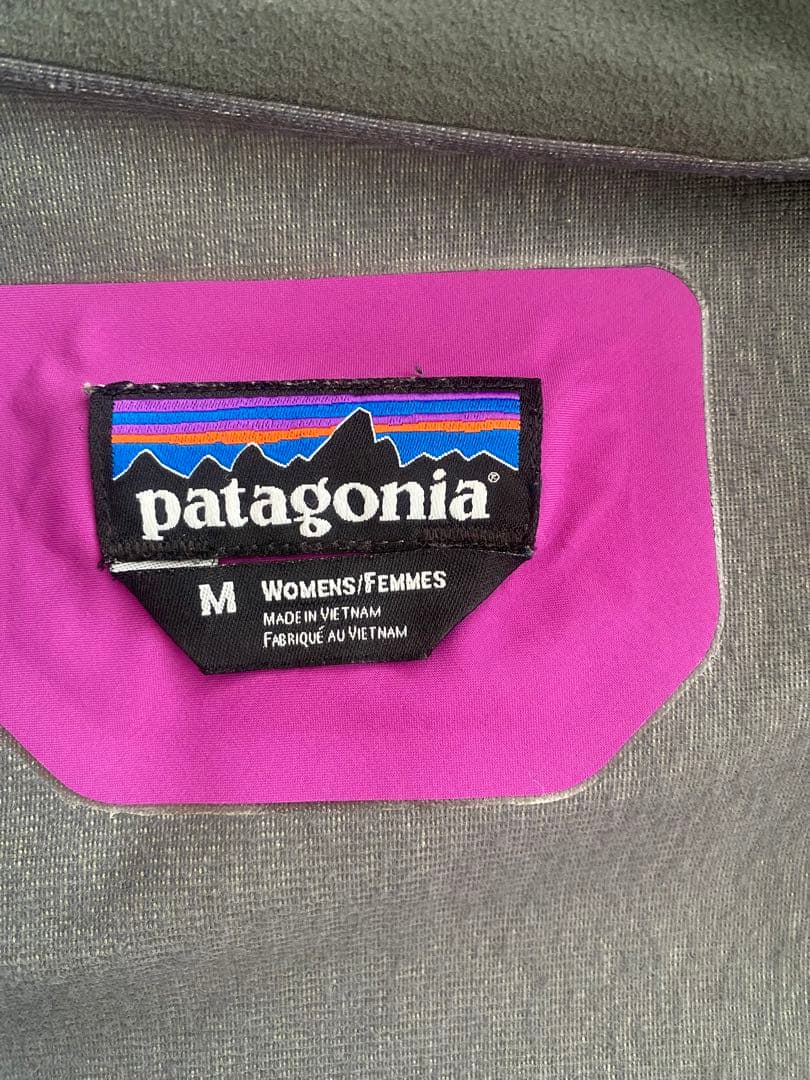 patagonia®
M WOMENS/FEMMES
MADE IN VIETNAM
FABRIQUÉ AU VIETNAM